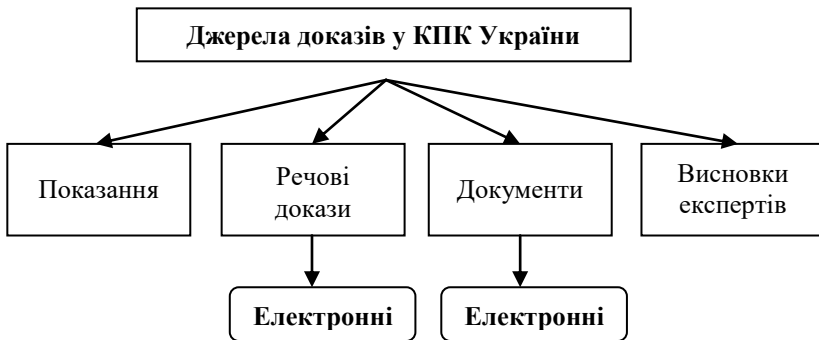 Джерела доказів у КПК України
Показання
Речові
докази
Документи
Висновки
експертів
Електронні
Електронні